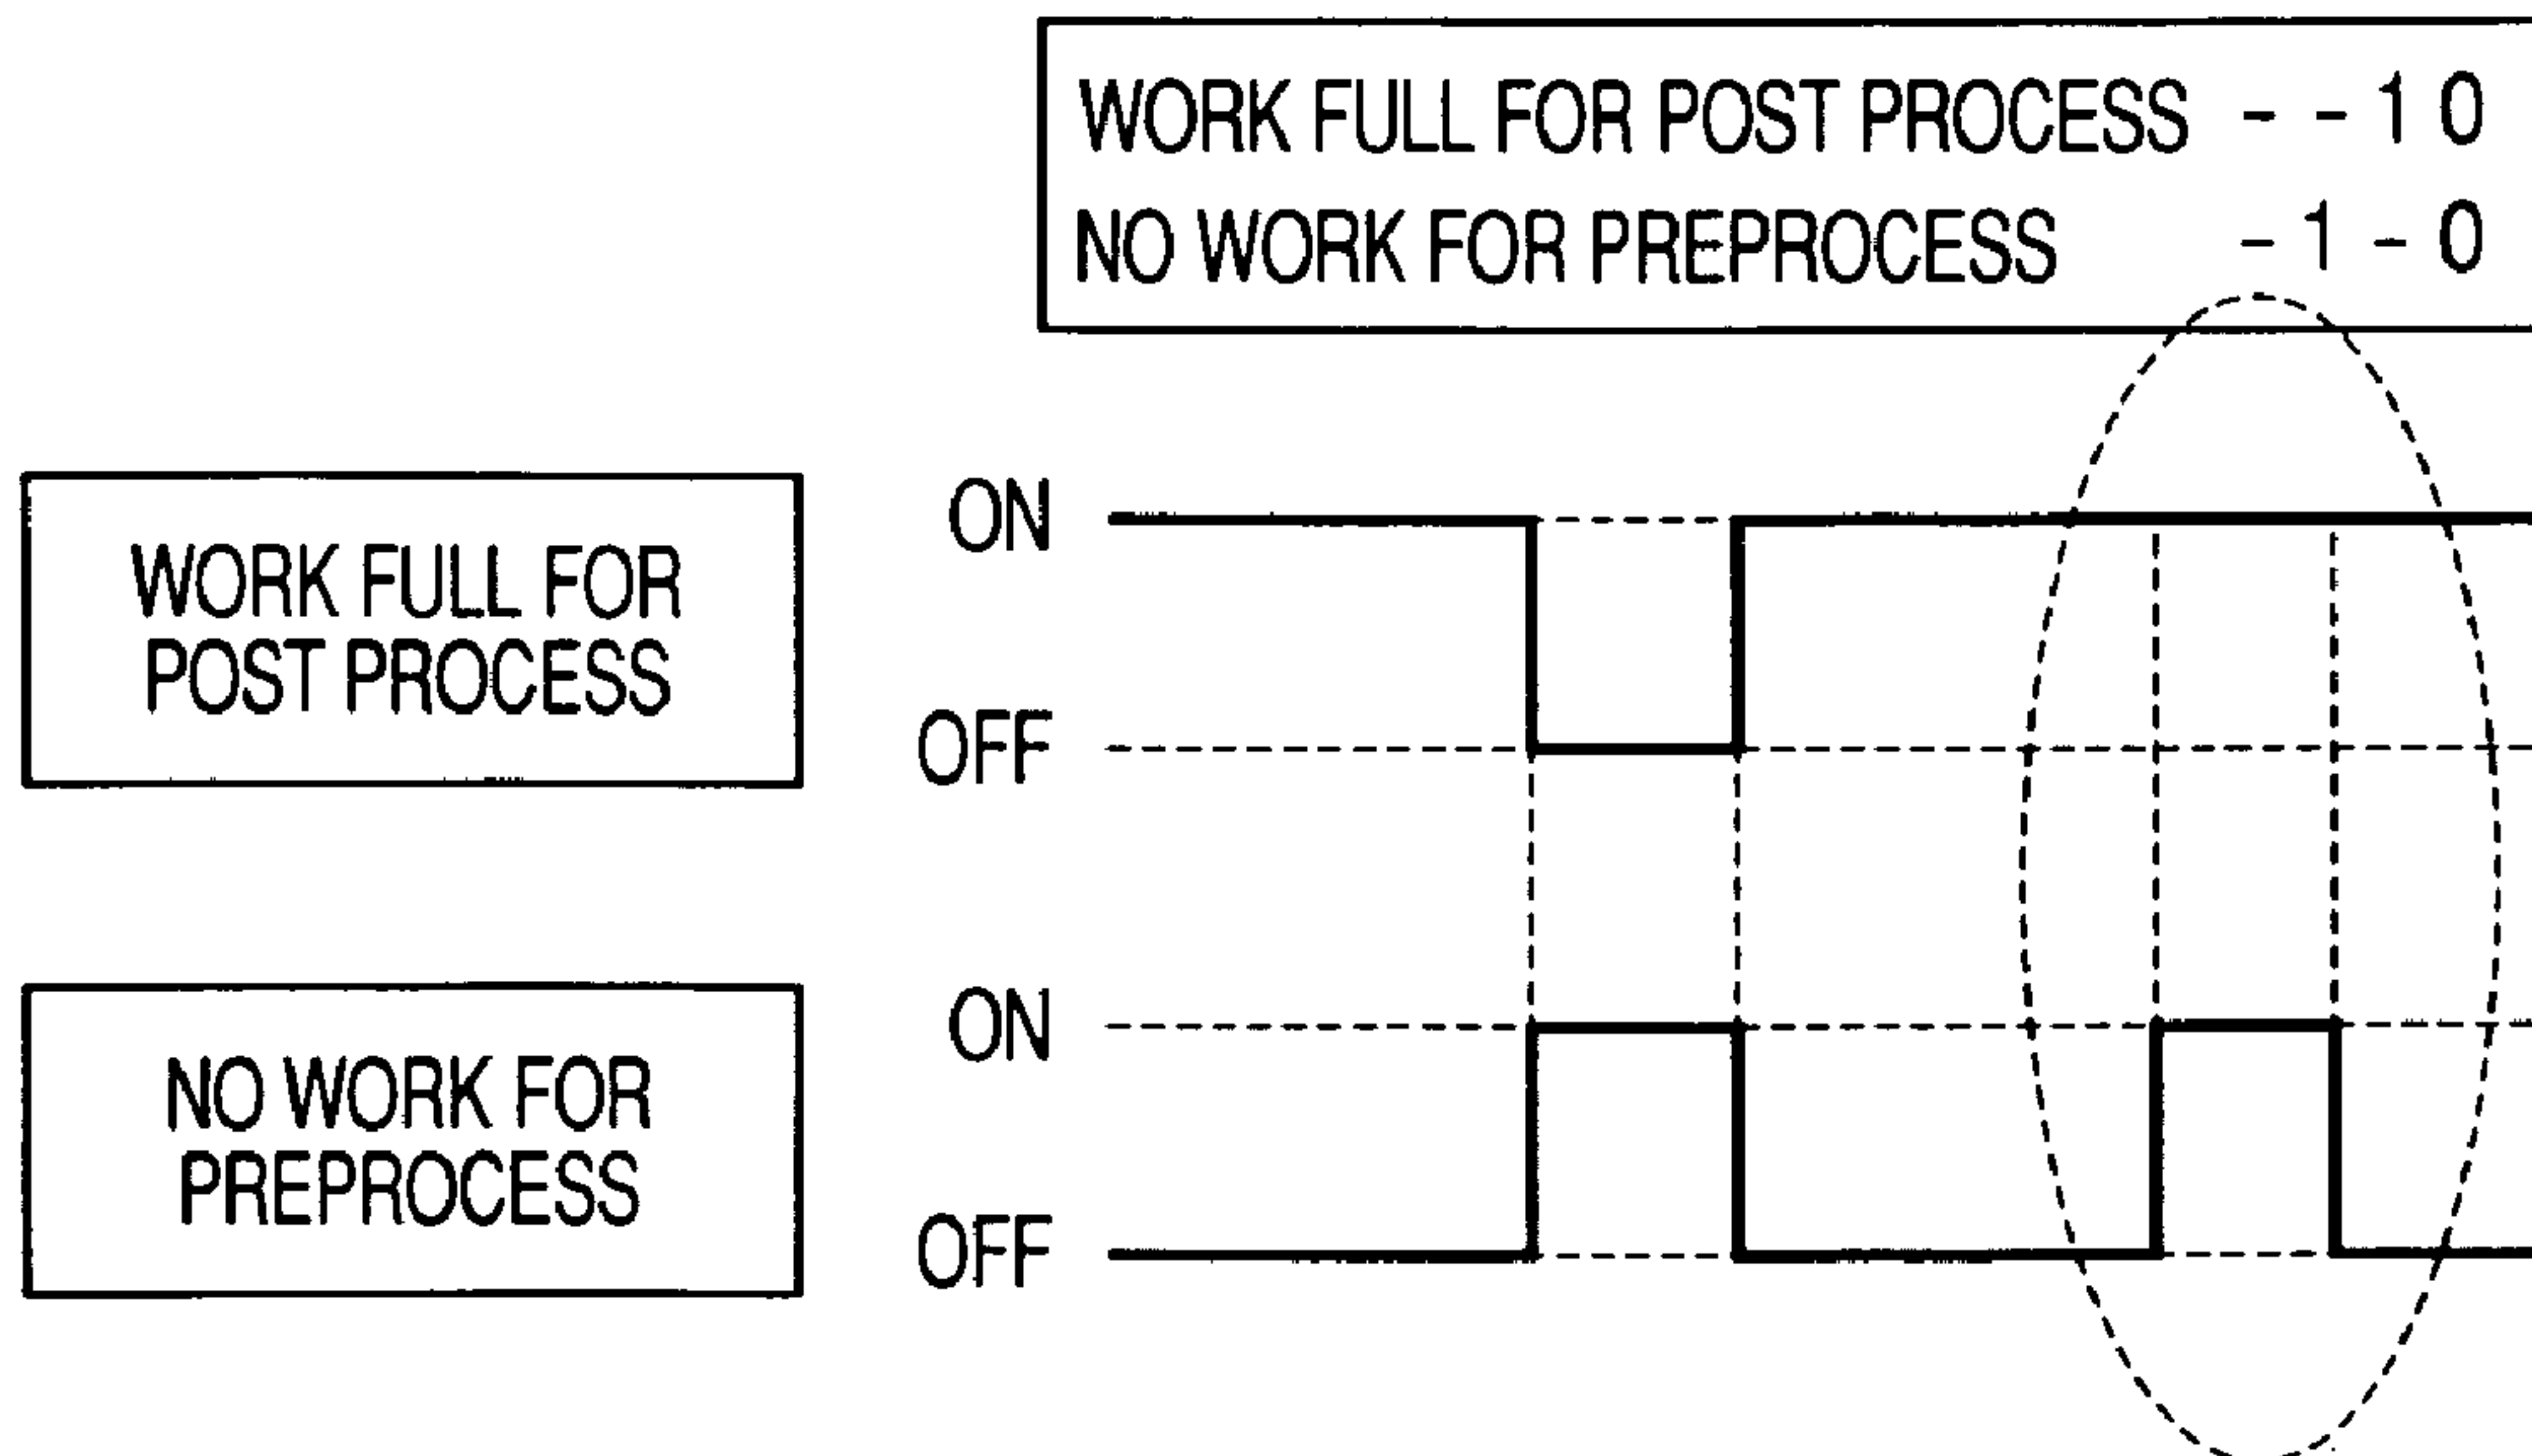 WORK FULL FOR POST PROCESS - - 1 0
NO WORK FOR PREPROCESS - 1 - 0
WORK FULL FOR
POST PROCESS
ON
OFF
NO WORK FOR
PREPROCESS
ON
OFF